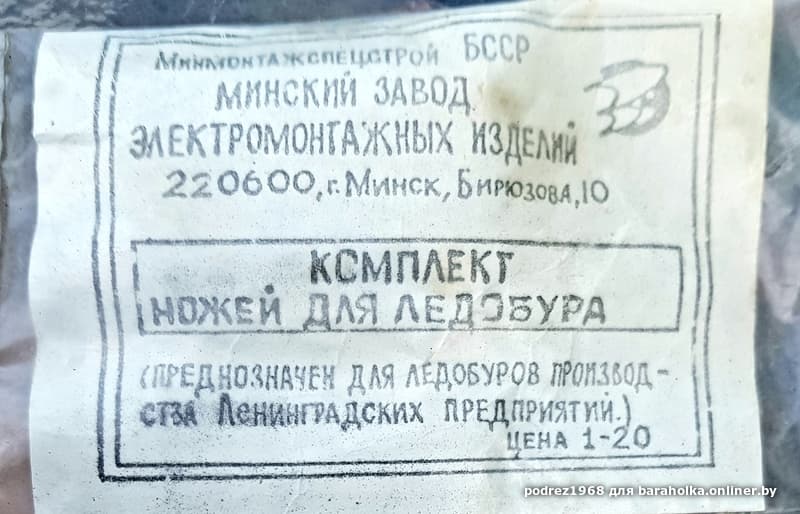 Минмонтажспецстрой БССР
МИНСКИЙ ЗАВОД
ЭЛЕКТРОМОНТАЖНЫХ ИЗДЕЛИЙ
220600, г. Минск, Бирюзова, 10
КОМПЛЕКТ
НОЖЕЙ ДЛЯ ЛЕДОБУРА
(ПРЕДНОЗНАЧЕН ДЛЯ ЛЕДОБУРОВ ПРОИЗВОД-
СТВА ЛЕНИНГРАДСКИХ ПРЕДПРИЯТИЙ.)
ЦЕНА 1-20
podrez1968 для baraholka.onliner.by